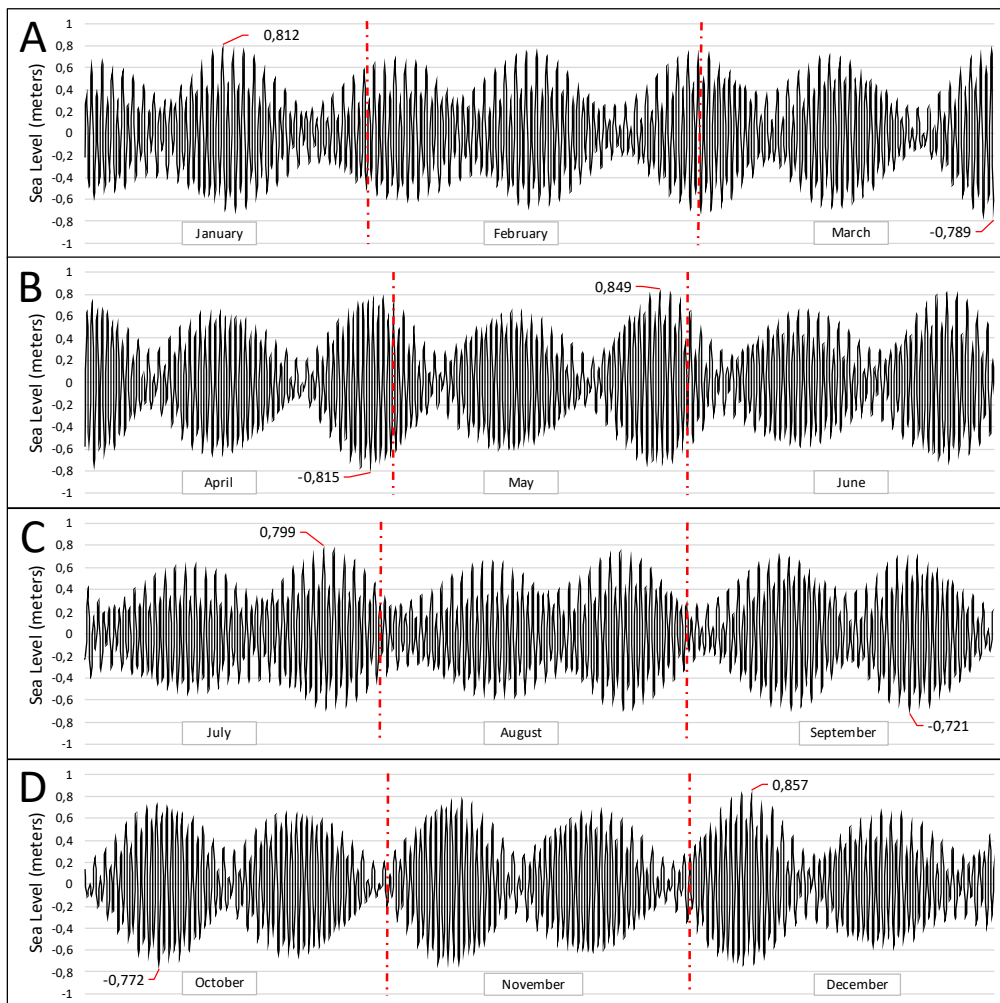 A
Sea Level (meters)
1
0,8
0,6
0,4
0,2
0
-0,2
-0,4
-0,6
-0,8
-1
0,812
-0,789
January
February
March
B
Sea Level (meters)
1
0,8
0,6
0,4
0,2
0
-0,2
-0,4
-0,6
-0,8
-1
0,849
-0,815
April
May
June
C
Sea Level (meters)
1
0,8
0,6
0,4
0,2
0
-0,2
-0,4
-0,6
-0,8
-1
0,799
-0,721
July
August
September
D
Sea Level (meters)
1
0,8
0,6
0,4
0,2
0
-0,2
-0,4
-0,6
-0,8
-1
0,857
-0,772
October
November
December